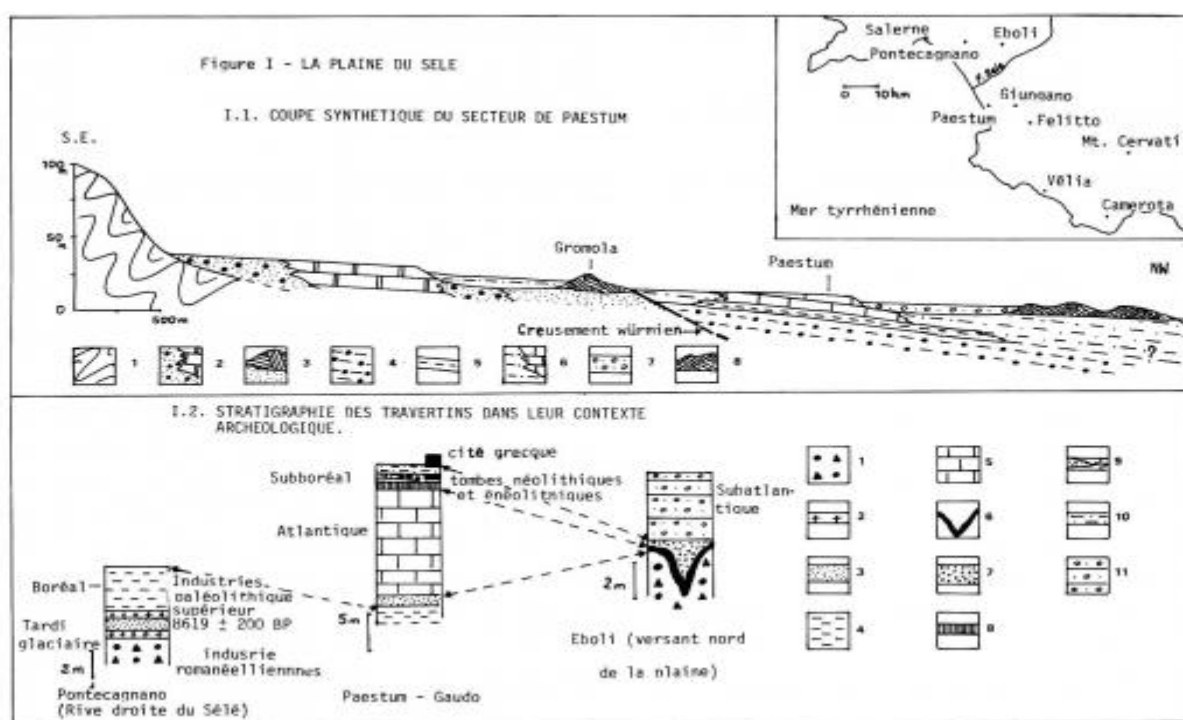 Figure I - LA PLAINE DU SELE
I.1. COUPE SYNTHETIQUE DU SECTEUR DE PAESTUM
S.E.
100
50
0
500m
Gromola
Paestum
NW
Creusement würmien
?
1 2 3 4 5 6 7 8
Salerne
Eboli
Pontecagnano
F. Sele
0 10km
Giungano
Paestum
Felitto
Mt. Cervati
Vélia
Camerota
Mer tyrrhénienne
I.2. STRATIGRAPHIE DES TRAVERTINS DANS LEUR CONTEXTE
ARCHEOLOGIQUE.
cité grecque
Subboréal
tombes néolithiques
et énéolithiques
Atlantique
Subatlan-
tique
Boréal
Industries
paléolithique
supérieur
8619 ± 200 BP
Tardi
glaciaire
indusrie
romanéelliennnes
2m
Pontecagnano
(Rive droite du Sélé)
5m
Paestum - Gaudo
2m
Eboli (versant nord
de la plaine)
1 5 9
2 6 10
3 7 11
4 8